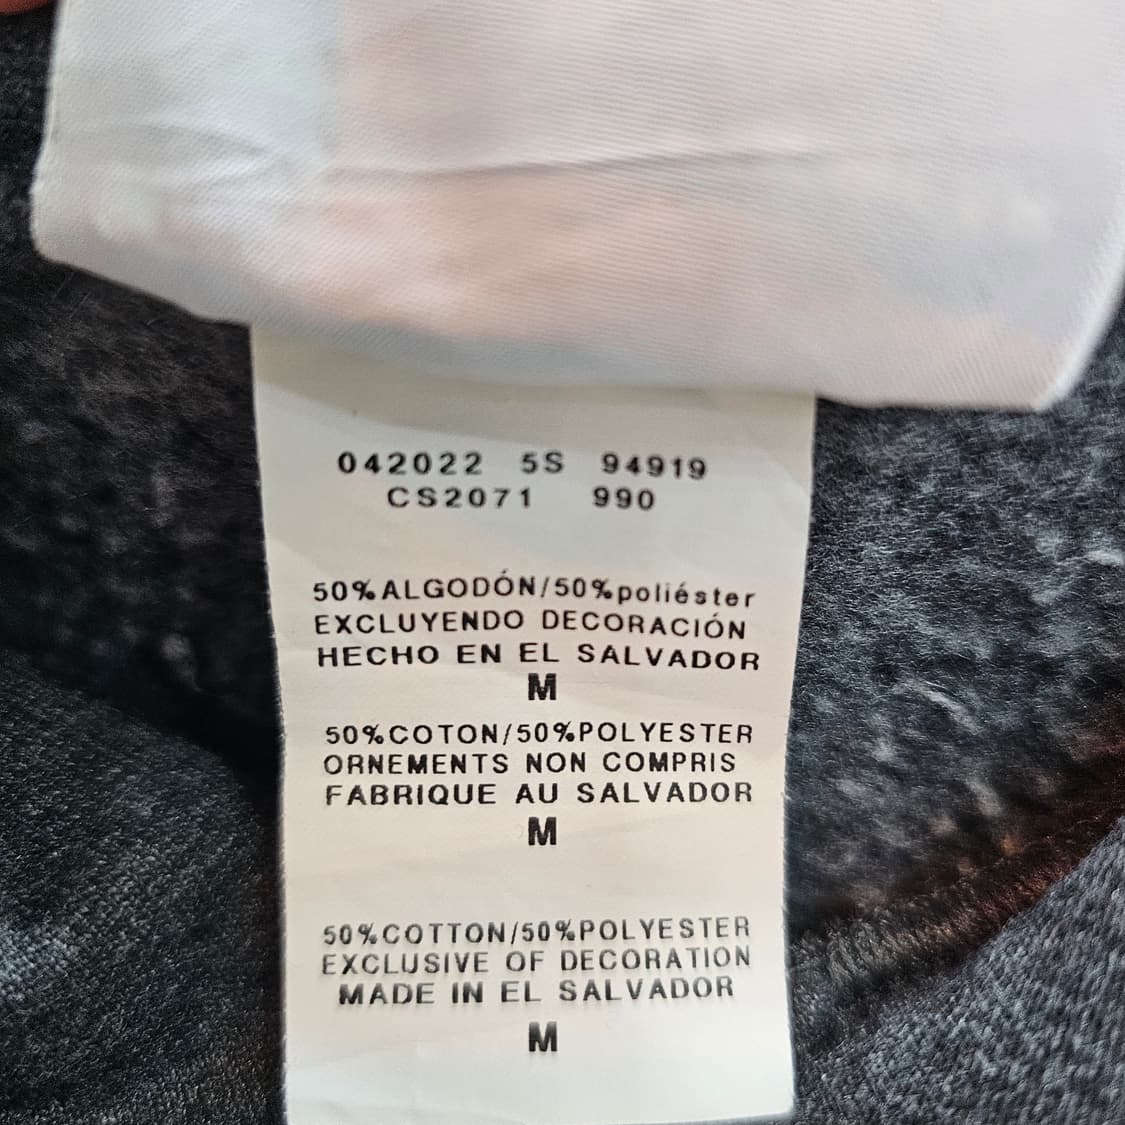 042022 5S 94919
CS2071 990
50%ALGODÓN/50%poliéster
EXCLUYENDO DECORACIÓN
HECHO EN EL SALVADOR
M
50%COTON/50%POLYESTER
ORNEMENTS NON COMPRIS
FABRIQUE AU SALVADOR
M
50%COTTON/50%POLYESTER
EXCLUSIVE OF DECORATION
MADE IN EL SALVADOR
M